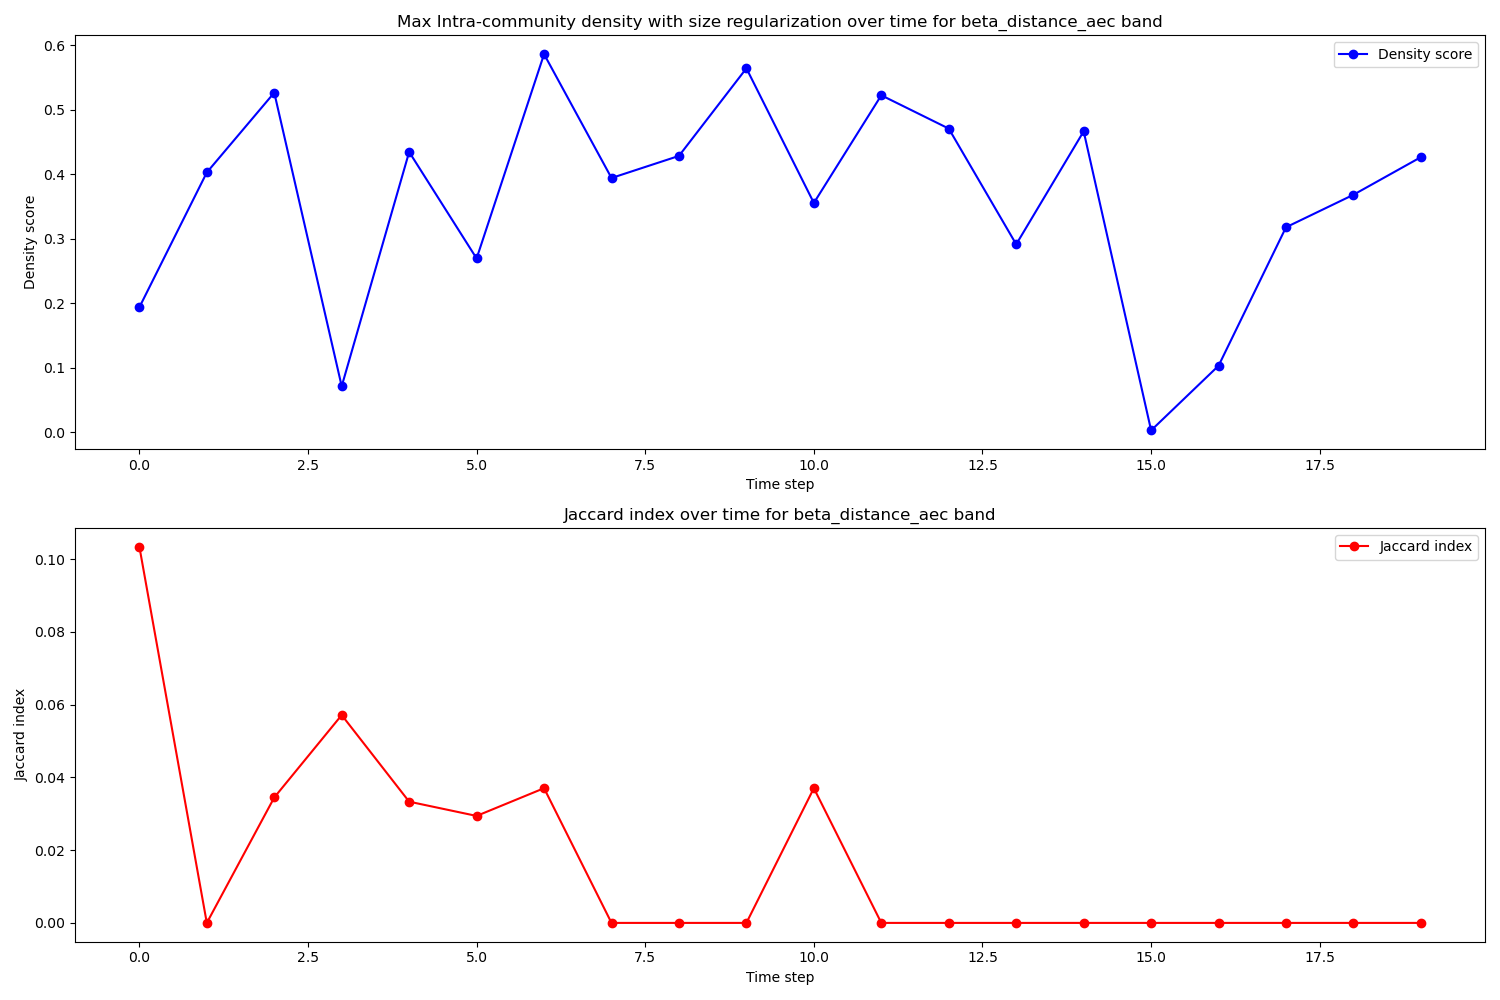 Max Intra-community density with size regularization over time for beta_distance_aec band
Density score
0.6
0.5
0.4
0.3
0.2
0.1
0.0
Density score
0.0 2.5 5.0 7.5 10.0 12.5 15.0 17.5
Time step
Jaccard index over time for beta_distance_aec band
Jaccard index
0.10
0.08
0.06
0.04
0.02
0.00
Jaccard index
0.0 2.5 5.0 7.5 10.0 12.5 15.0 17.5
Time step